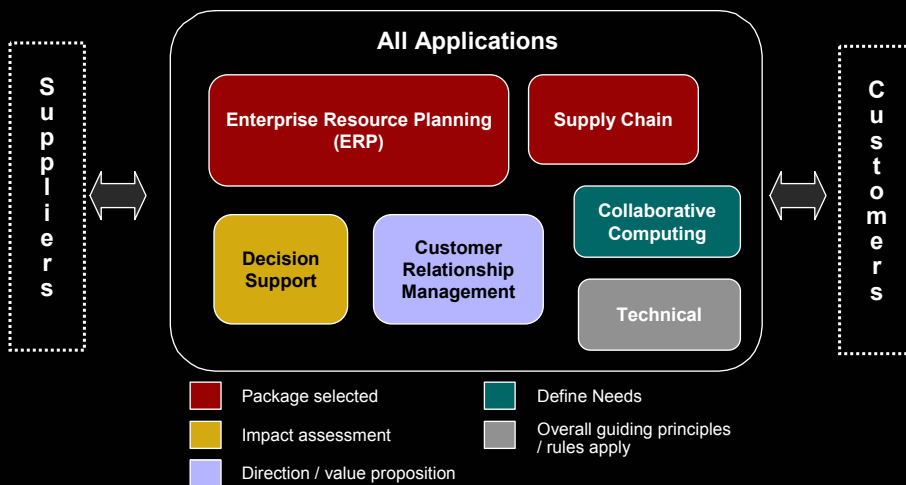 All Applications
Suppliers
Enterprise Resource Planning
(ERP)
Supply Chain
Customers
Collaborative
Computing
Decision
Support
Customer
Relationship
Management
Technical
Package selected
Define Needs
Impact assessment
Overall guiding principles
/ rules apply
Direction / value proposition